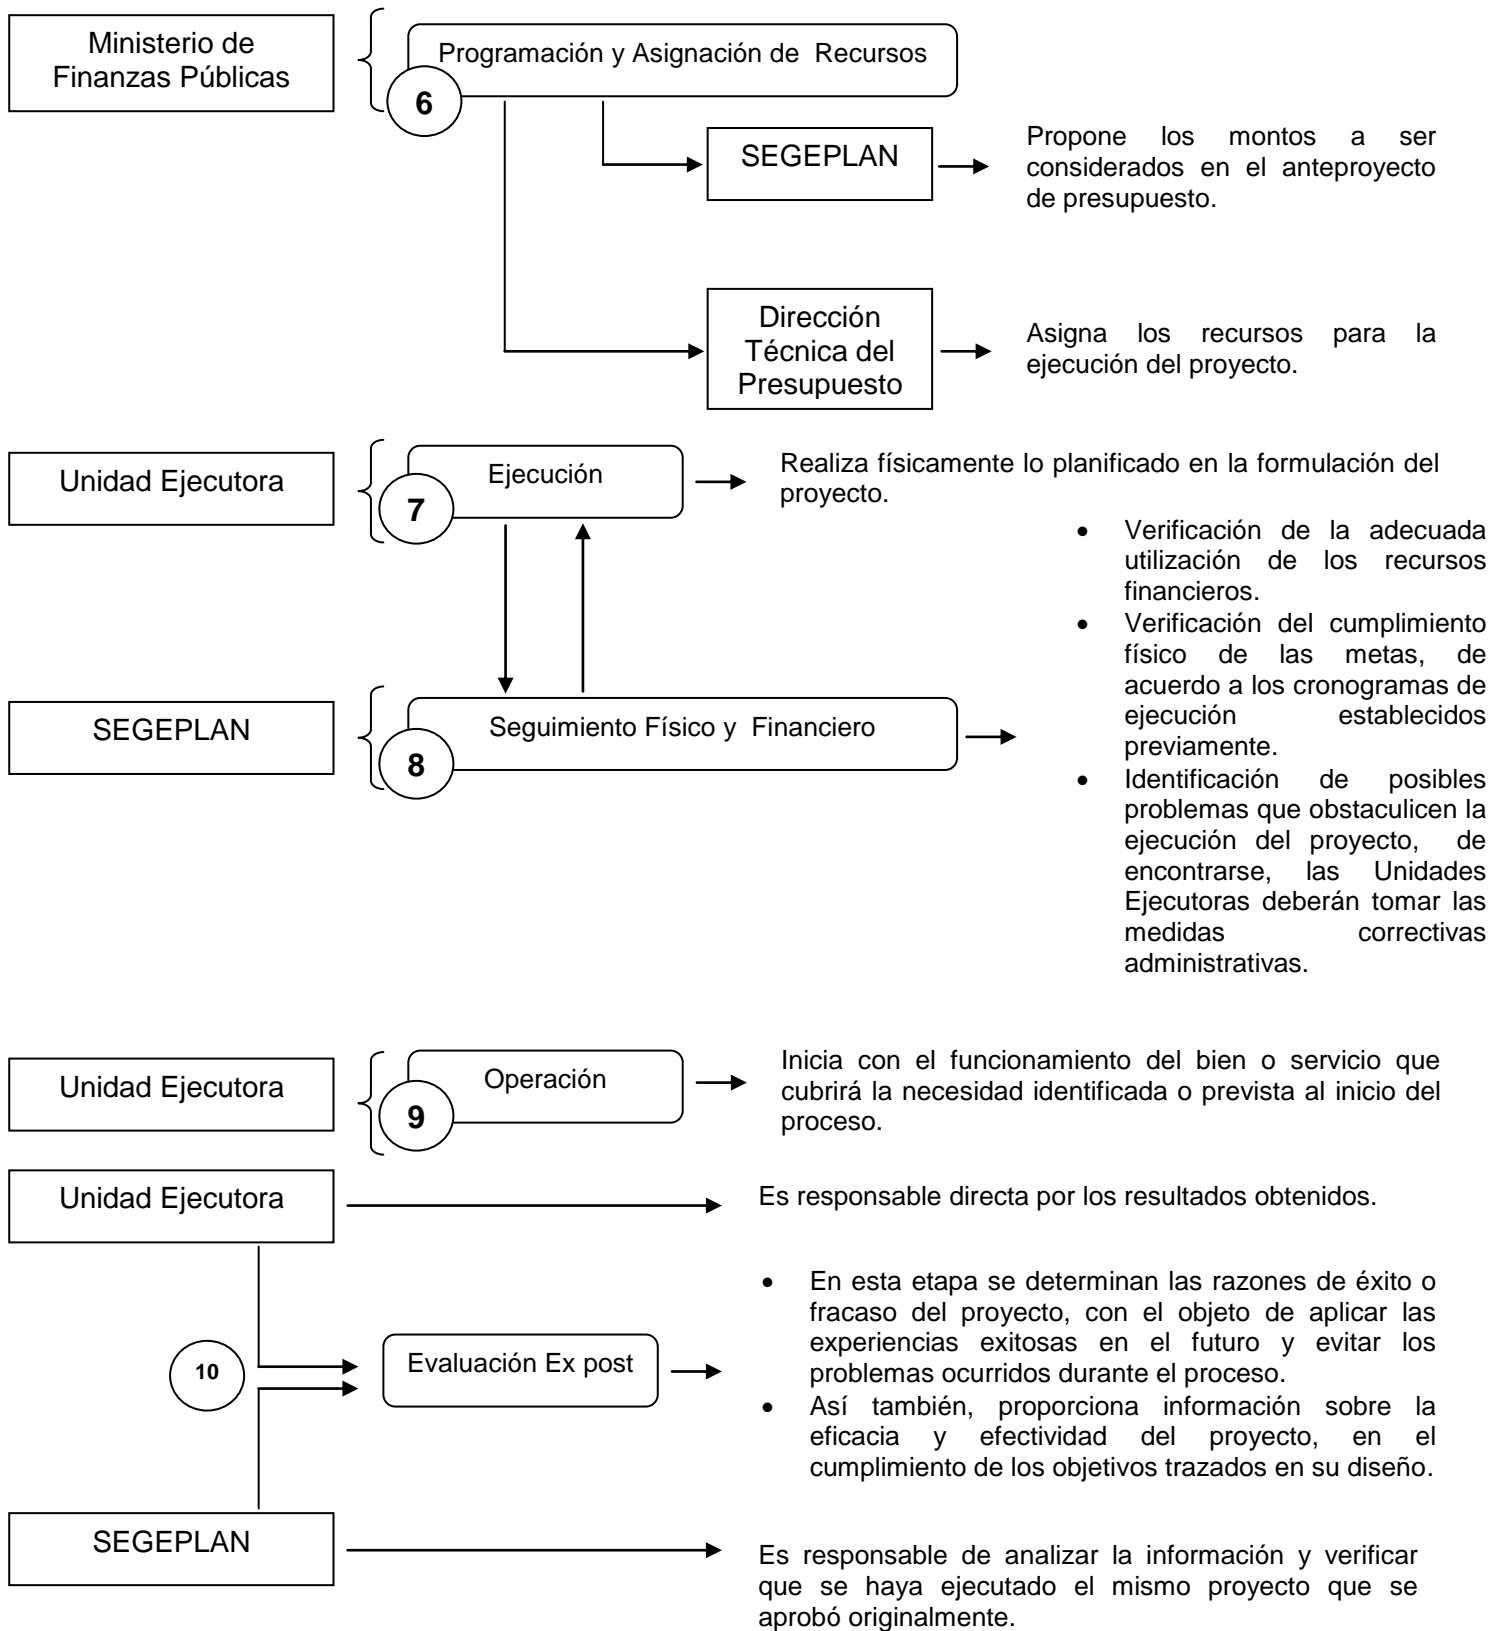 Ministerio de
Finanzas Públicas
Programación y Asignación de Recursos
6
SEGEPLAN
Propone los montos a ser
considerados en el anteproyecto
de presupuesto.
Dirección
Técnica del
Presupuesto
Asigna los recursos para la
ejecución del proyecto.
Unidad Ejecutora
Ejecución
7
Realiza físicamente lo planificado en la formulación del
proyecto.
SEGEPLAN
Seguimiento Físico y Financiero
8
• Verificación de la adecuada
utilización de los recursos
financieros.
• Verificación del cumplimiento
físico de las metas, de
acuerdo a los cronogramas de
ejecución establecidos
previamente.
• Identificación de posibles
problemas que obstaculicen la
ejecución del proyecto, de
encontrarse, las Unidades
Ejecutoras deberán tomar las
medidas correctivas
administrativas.
Unidad Ejecutora
Operación
9
Inicia con el funcionamiento del bien o servicio que
cubrirá la necesidad identificada o prevista al inicio del
proceso.
Unidad Ejecutora
Es responsable directa por los resultados obtenidos.
10
Evaluación Ex post
• En esta etapa se determinan las razones de éxito o
fracaso del proyecto, con el objeto de aplicar las
experiencias exitosas en el futuro y evitar los
problemas ocurridos durante el proceso.
• Así también, proporciona información sobre la
eficacia y efectividad del proyecto, en el
cumplimiento de los objetivos trazados en su diseño.
SEGEPLAN
Es responsable de analizar la información y verificar
que se haya ejecutado el mismo proyecto que se
aprobó originalmente.